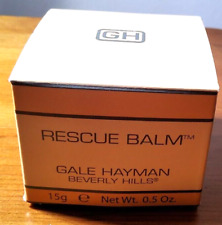 GH
RESCUE BALM™
GALE HAYMAN
BEVERLY HILLS®
15g ℮ Net Wt. 0.5 Oz.